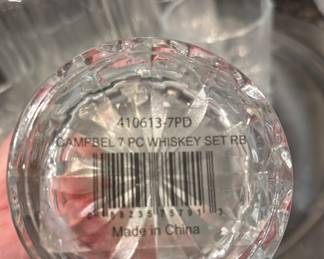 410613-7PD
CAMPBEL 7 PC WHISKEY SET RB
Made in China